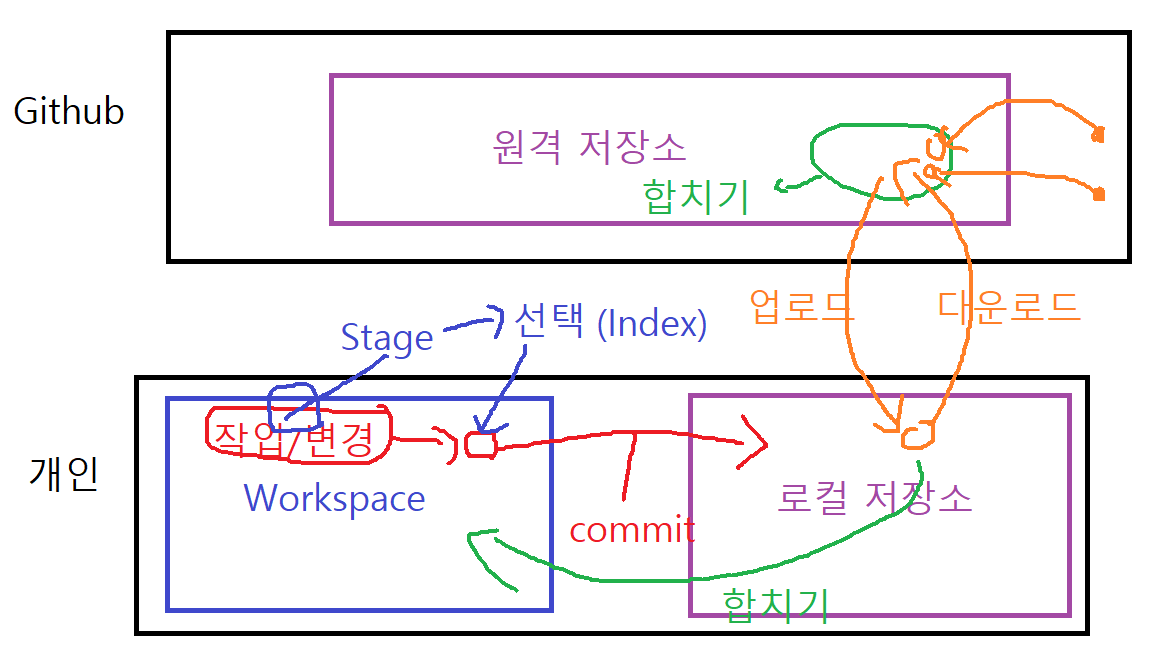 Github
원격 저장소
합치기
업로드
다운로드
Stage
선택 (Index)
작업/변경
개인
Workspace
로컬 저장소
commit
합치기